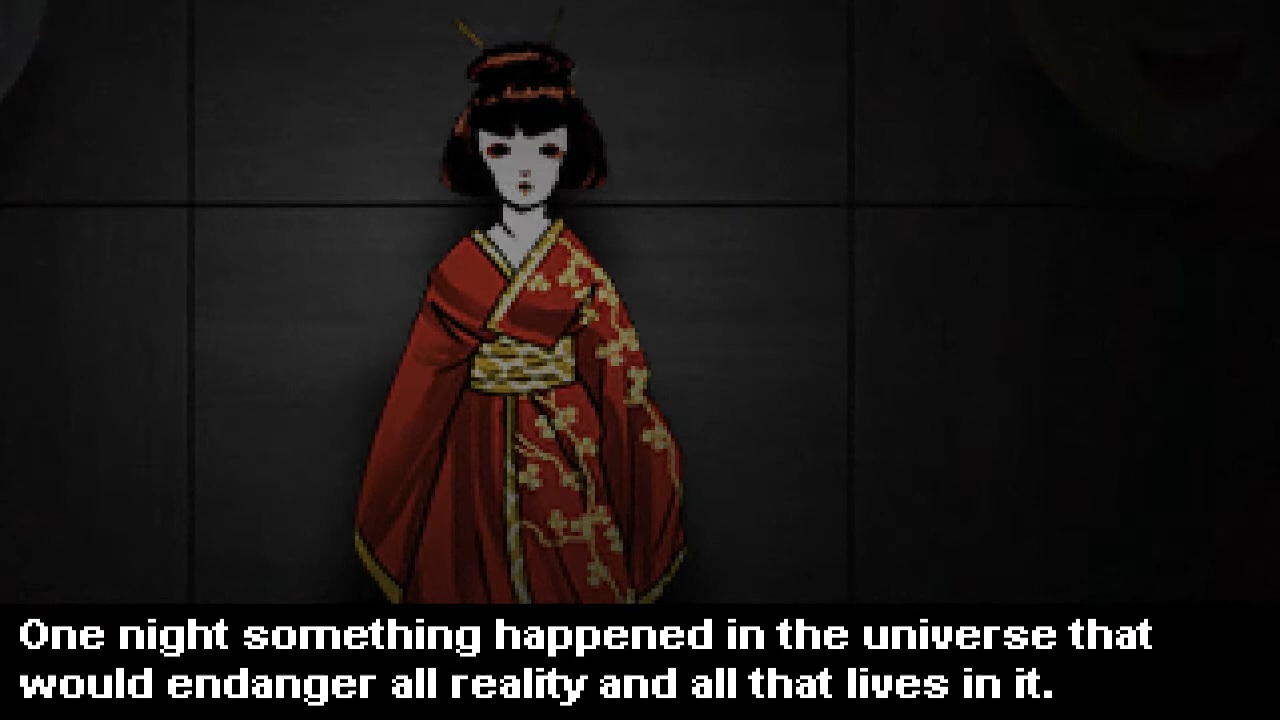 One night something happened in the universe that
would endanger all reality and all that lives in it.